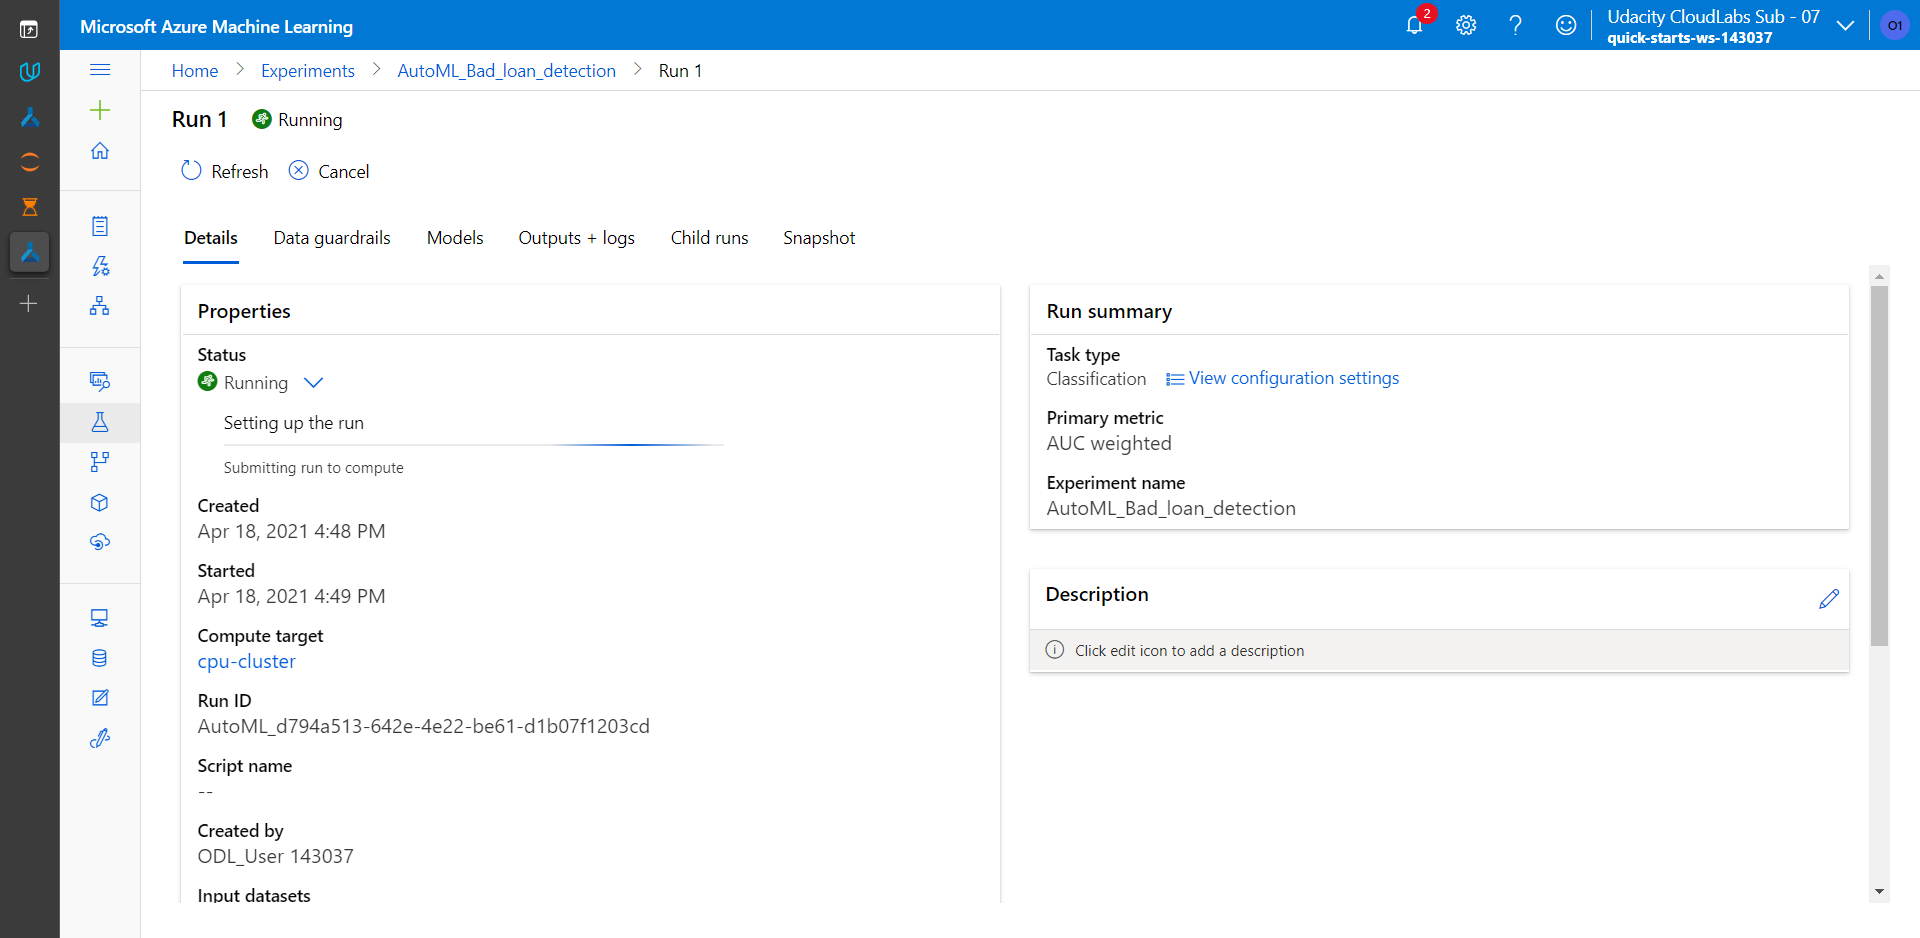 Microsoft Azure Machine Learning
2
Udacity CloudLabs Sub - 07
quick-starts-ws-143037
O1
Home > Experiments > AutoML_Bad_loan_detection > Run 1
Run 1 Running
Refresh Cancel
Details Data guardrails Models Outputs + logs Child runs Snapshot
Properties
Status
Running
Setting up the run
Submitting run to compute
Created
Apr 18, 2021 4:48 PM
Started
Apr 18, 2021 4:49 PM
Compute target
cpu-cluster
Run ID
AutoML_d794a513-642e-4e22-be61-d1b07f1203cd
Script name
--
Created by
ODL_User 143037
Input datasets
Run summary
Task type
Classification View configuration settings
Primary metric
AUC weighted
Experiment name
AutoML_Bad_loan_detection
Description
Click edit icon to add a description